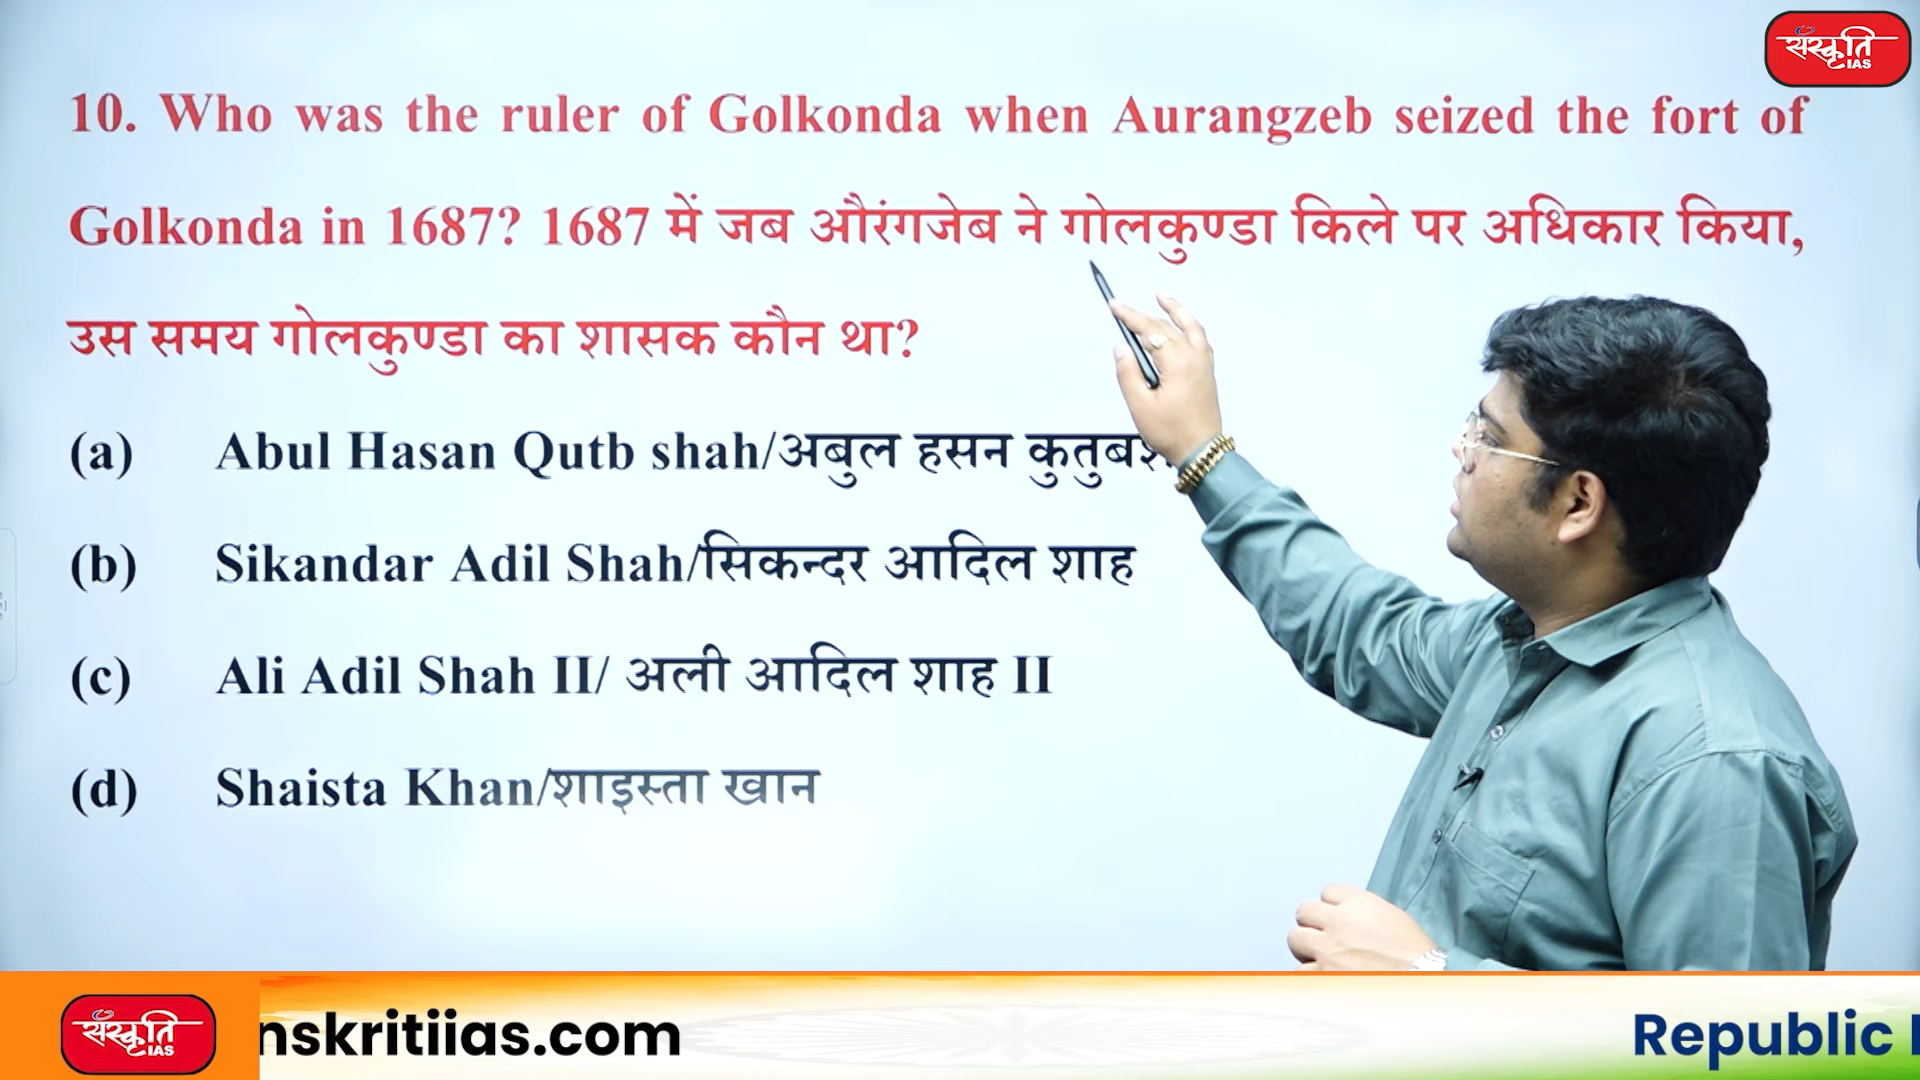 संस्कृति
IAS
10. Who was the ruler of Golkonda when Aurangzeb seized the fort of
Golkonda in 1687? 1687 में जब औरंगजेब ने गोलकुण्डा किले पर अधिकार किया,
उस समय गोलकुण्डा का शासक कौन था?
(a) Abul Hasan Qutb shah/अबुल हसन
(b) Sikandar Adil Shah/सिकन्दर आदिल शाह
(c) Ali Adil Shah II/ अली आदिल शाह II
(d) Shaista Khan/शाइस्ता खान
संस्कृति
IAS
nskritiias.com Republic